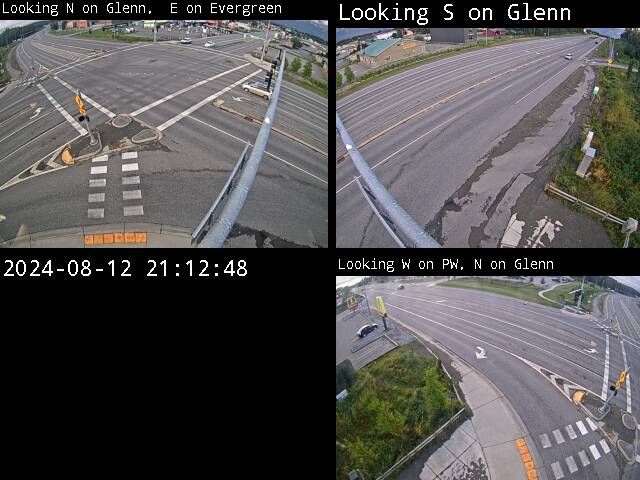 Looking N on Glenn,  E on Evergreen
Looking S on Glenn
2024-08-12 21:12:48
Looking W on PW, N on Glenn